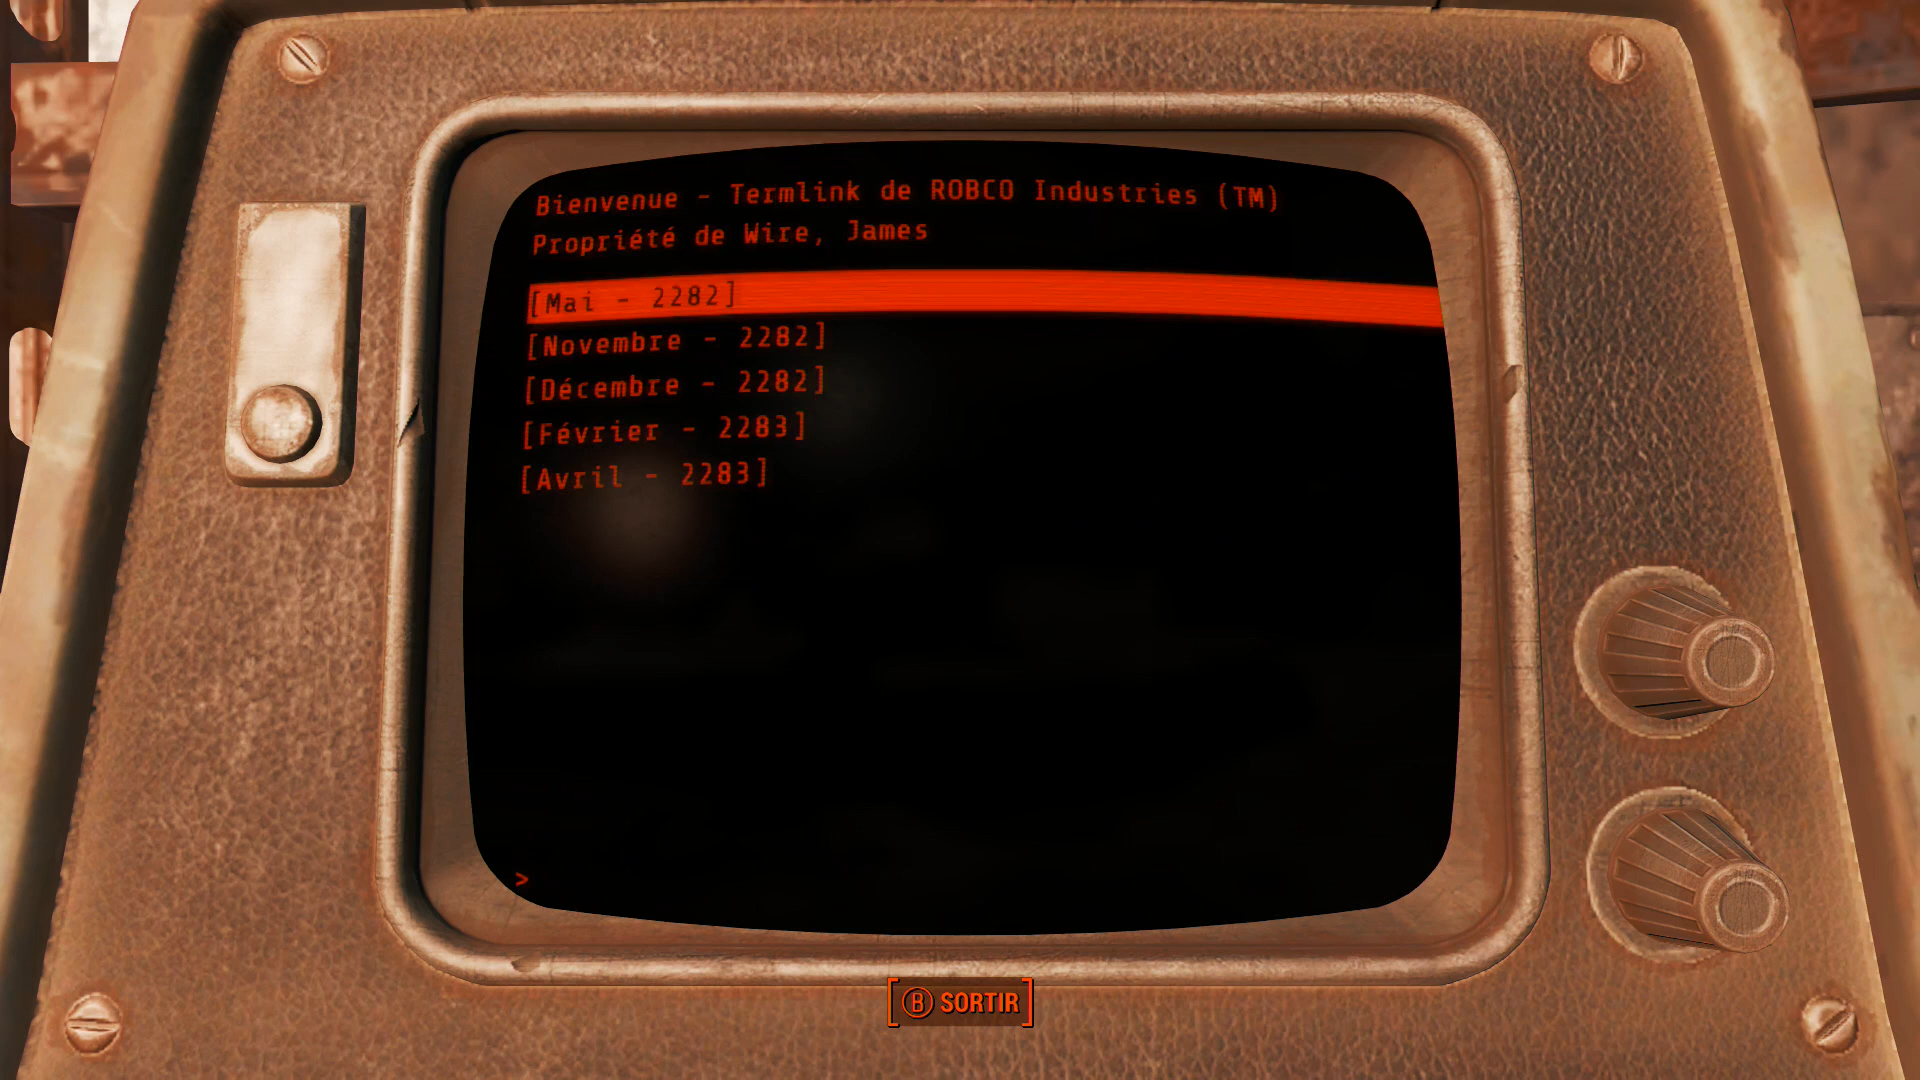 Bienvenue - Termlink de ROBCO Industries (TM)
Propriété de Wire, James
[Mai - 2282]
[Novembre - 2282]
[Décembre - 2282]
[Février - 2283]
[Avril - 2283]
>
B SORTIR